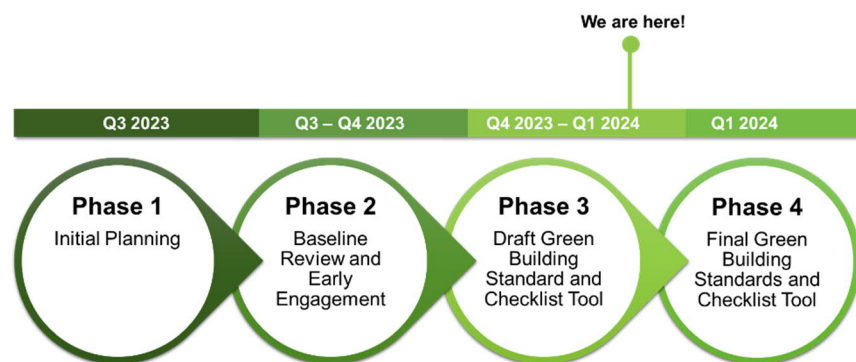 We are here!
Q3 2023
Q3 – Q4 2023
Q4 2023 – Q1 2024
Q1 2024
Phase 1
Initial Planning
Phase 2
Baseline
Review and
Early
Engagement
Phase 3
Draft Green
Building
Standard and
Checklist Tool
Phase 4
Final Green
Building
Standards and
Checklist Tool